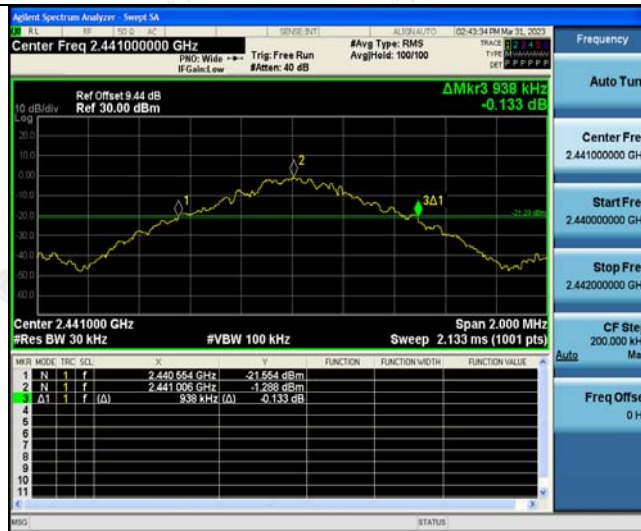 Agilent Spectrum Analyzer - Swept SA
RL RF 50 Ω AC SENSE:INT ALIGN AUTO 02:43:34 PM Mar 31, 2023
Center Freq 2.441000000 GHz
PNO: Wide
IFGain:Low
Trig: Free Run
#Atten: 40 dB
#Avg Type: RMS
Avg|Hold: 100/100
TRACE 1 2 3 4 5 6
TYPE
DET P P P P P P
Ref Offset 9.44 dB
Ref 30.00 dBm
10 dB/div
Log
ΔMkr3 938 kHz
-0.133 dB
20.0
10.0
0.00
-10.0
-20.0
-30.0
-40.0
-50.0
-60.0
1
2
3Δ1
-21.29 dBm
Center 2.441000 GHz
#Res BW 30 kHz
#VBW 100 kHz
Span 2.000 MHz
Sweep 2.133 ms (1001 pts)
MKR MODE TRC SCL X Y FUNCTION FUNCTION WIDTH FUNCTION VALUE
1 N 1 f 2.440 554 GHz -21.554 dBm
2 N 1 f 2.441 006 GHz -1.288 dBm
3 Δ1 1 f (Δ) 938 kHz (Δ) -0.133 dB
4
5
6
7
8
9
10
11
MSG STATUS
Frequency
Auto Tun
Center Fre
2.441000000 GH
Start Fre
2.440000000 GH
Stop Fre
2.442000000 GH
CF Ste
200.000 kH
Auto Ma
Freq Offse
0 H